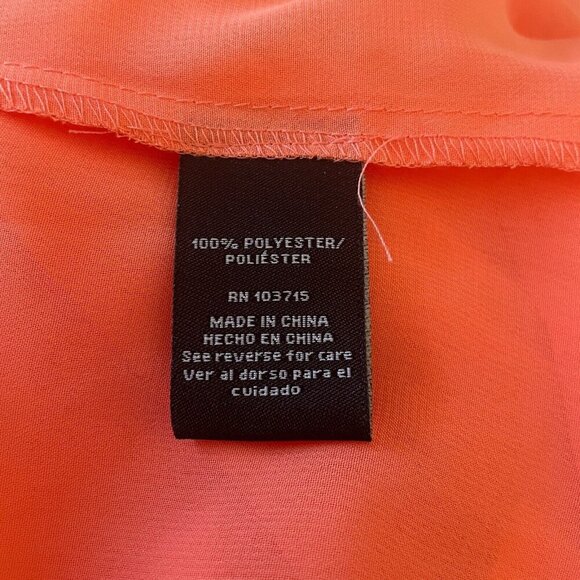 100% POLYESTER/
POLIÉSTER
RN 103715
MADE IN CHINA
HECHO EN CHINA
See reverse for care
Ver al dorso para el
cuidado